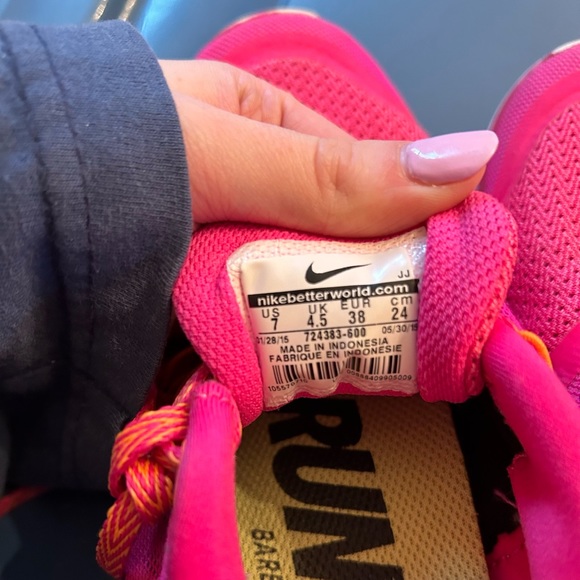 JJ
nikebetterworld.com
US UK EUR cm
7 4.5 38 24
01/28/15 724383-600 05/30/15
MADE IN INDONESIA
FABRIQUE EN INDONESIE
RUN